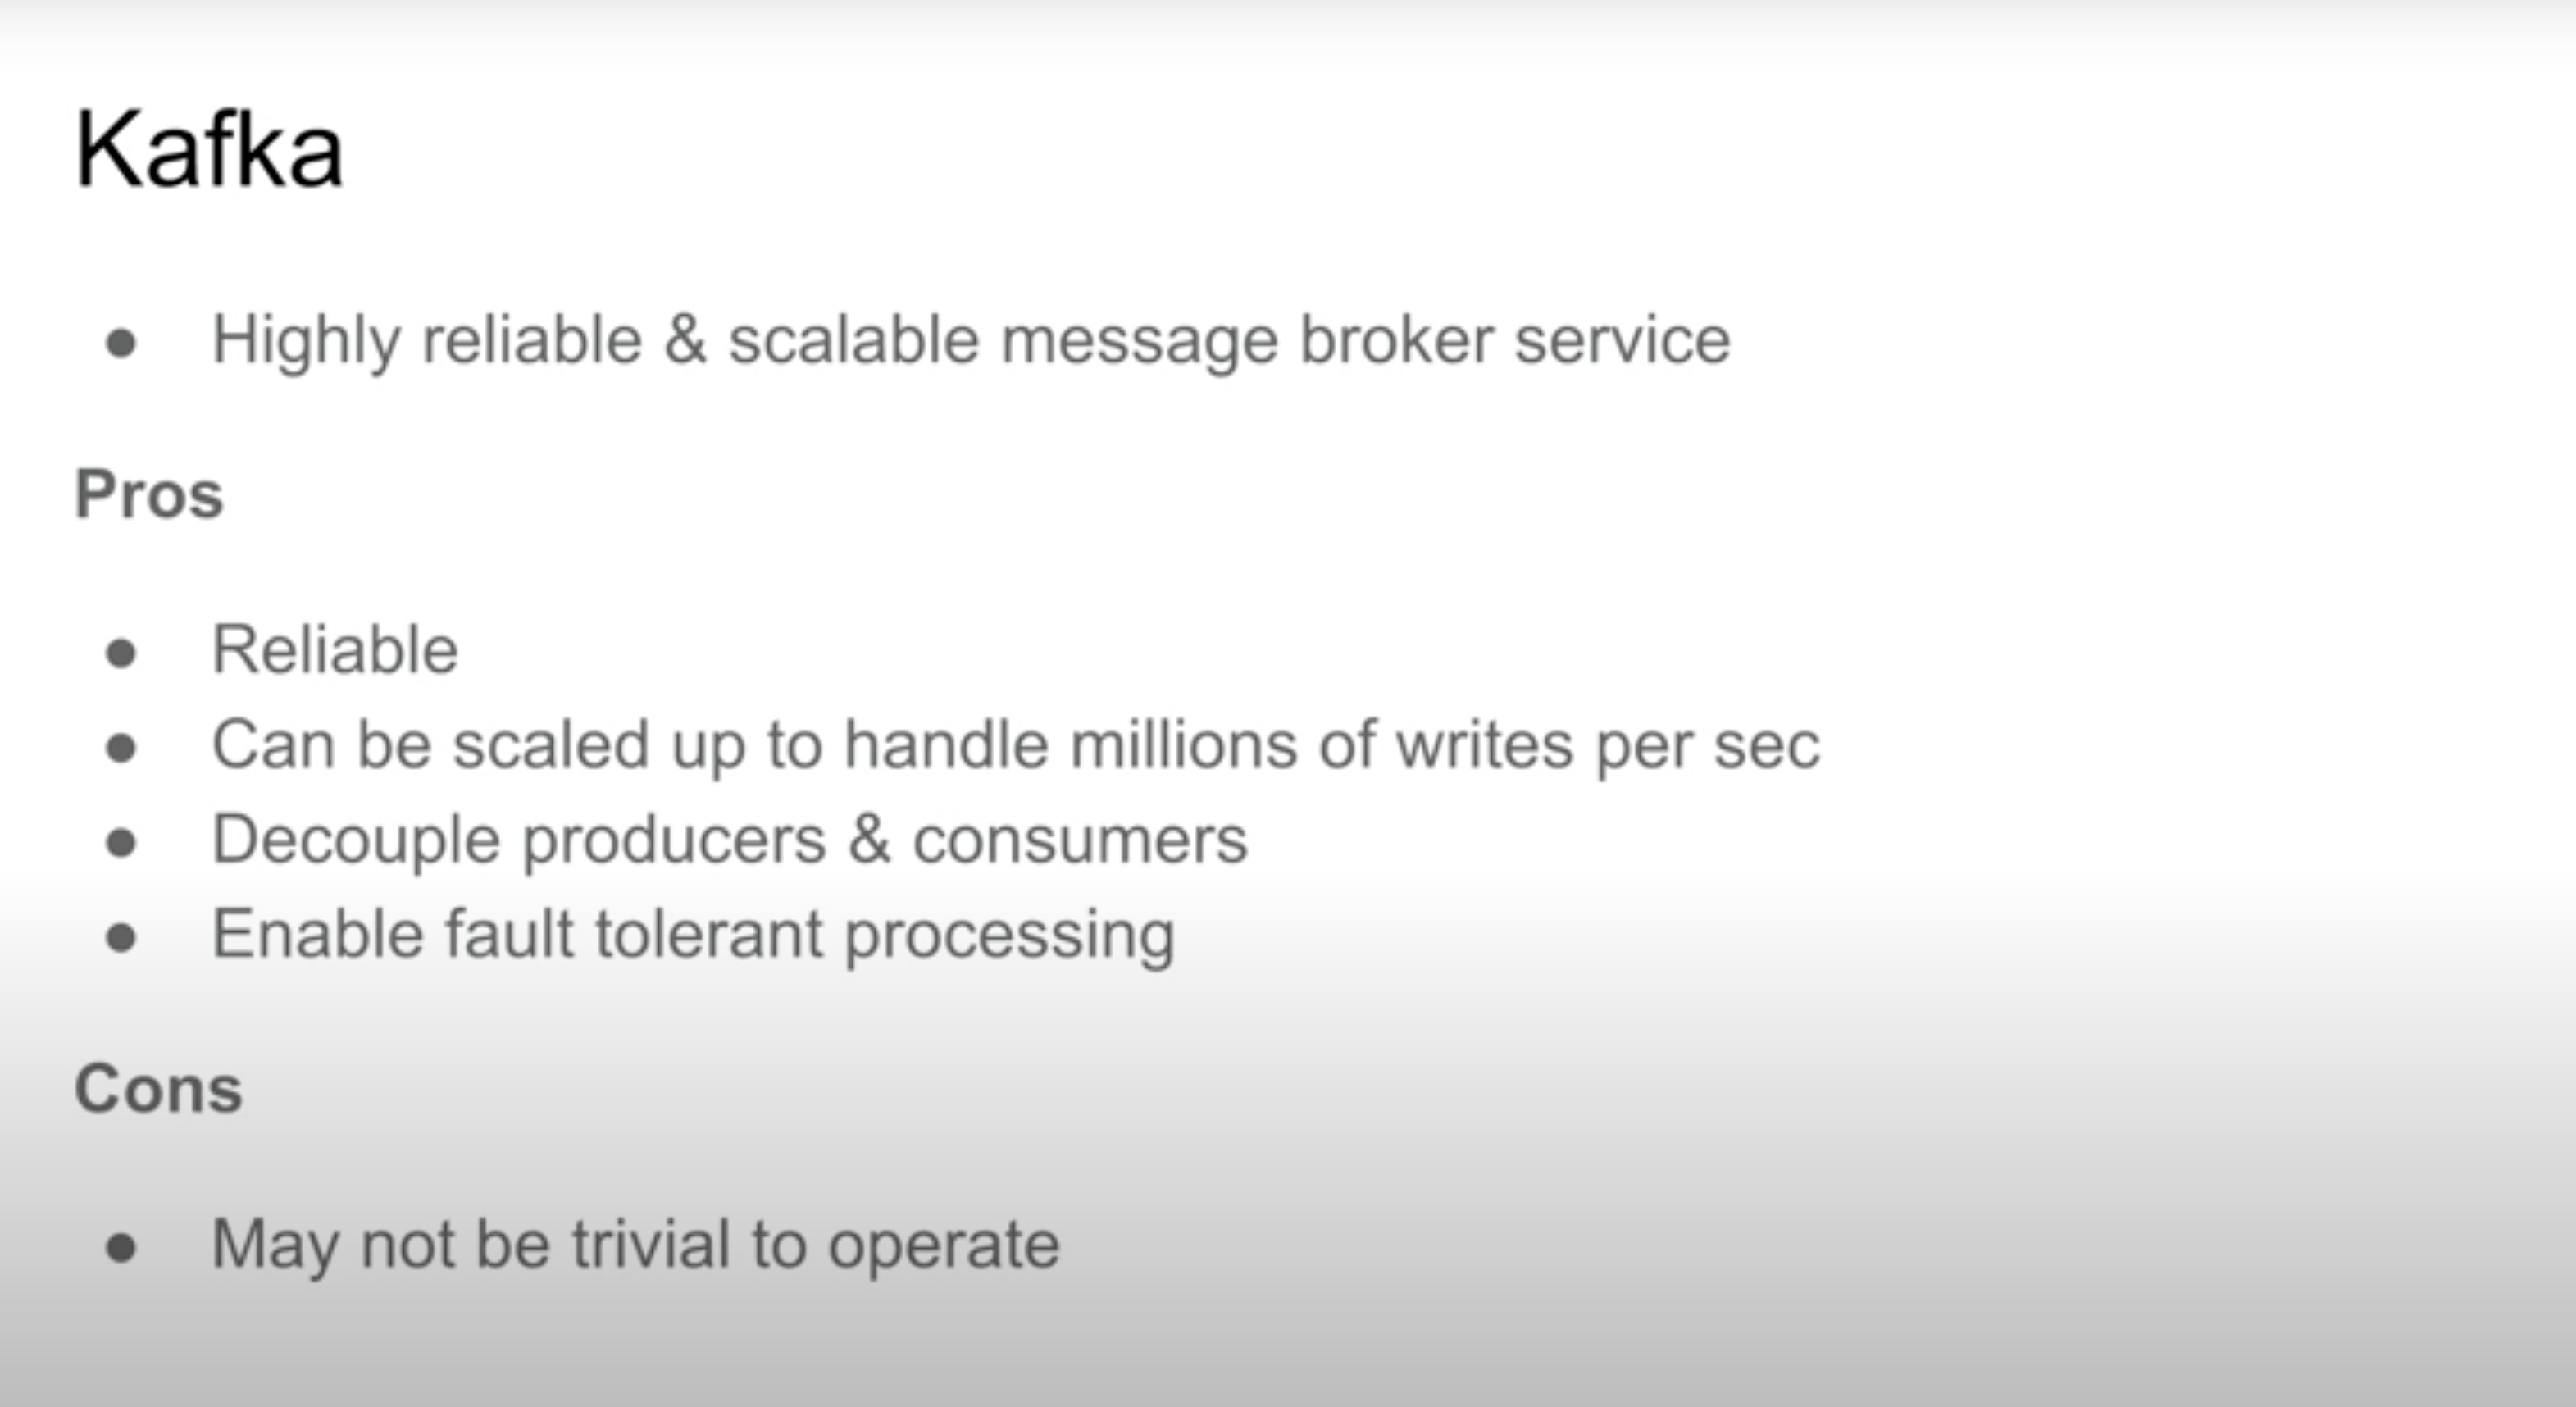 Kafka
● Highly reliable & scalable message broker service
Pros
● Reliable
● Can be scaled up to handle millions of writes per sec
● Decouple producers & consumers
● Enable fault tolerant processing
Cons
● May not be trivial to operate